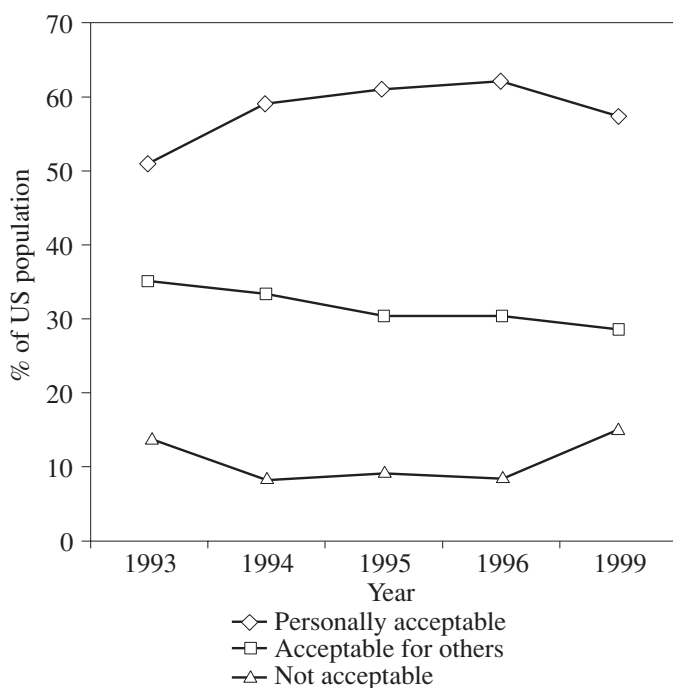 70
60
50
40
30
20
10
0
% of US population
1993 1994 1995 1996 1999
Year
Personally acceptable
Acceptable for others
Not acceptable